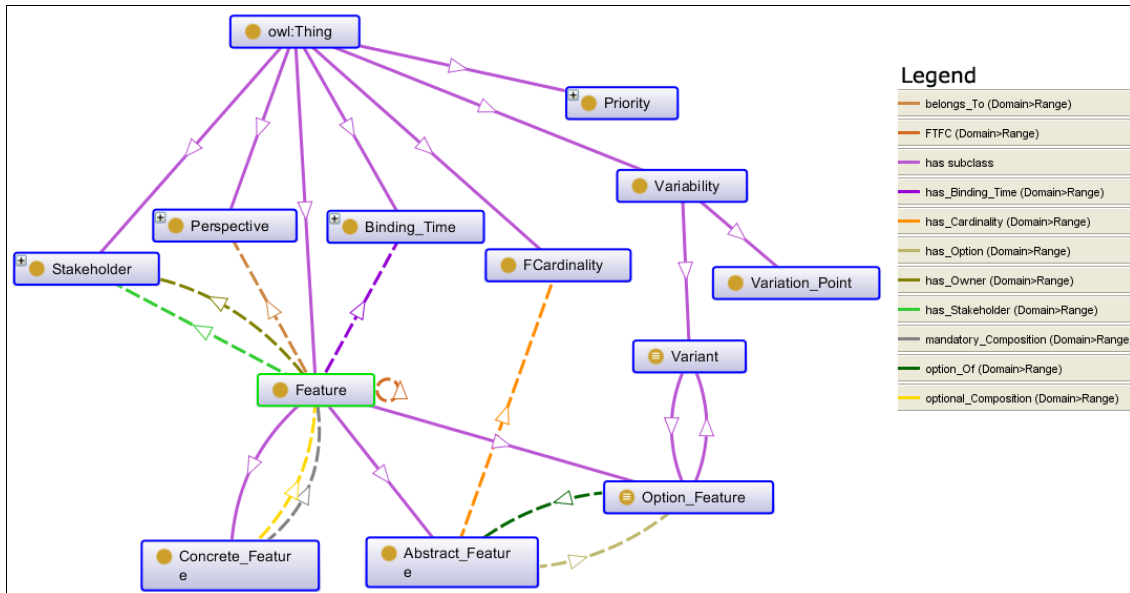 owl:Thing
Priority
Variability
Perspective
Binding_Time
Stakeholder
FCardinality
Variation_Point
Variant
Feature
Option_Feature
Concrete_Featur
e
Abstract_Featur
e
Legend
belongs_To (Domain>Range)
FTFC (Domain>Range)
has subclass
has_Binding_Time (Domain>Range)
has_Cardinality (Domain>Range)
has_Option (Domain>Range)
has_Owner (Domain>Range)
has_Stakeholder (Domain>Range)
mandatory_Composition (Domain>Range
option_Of (Domain>Range)
optional_Composition (Domain>Range)